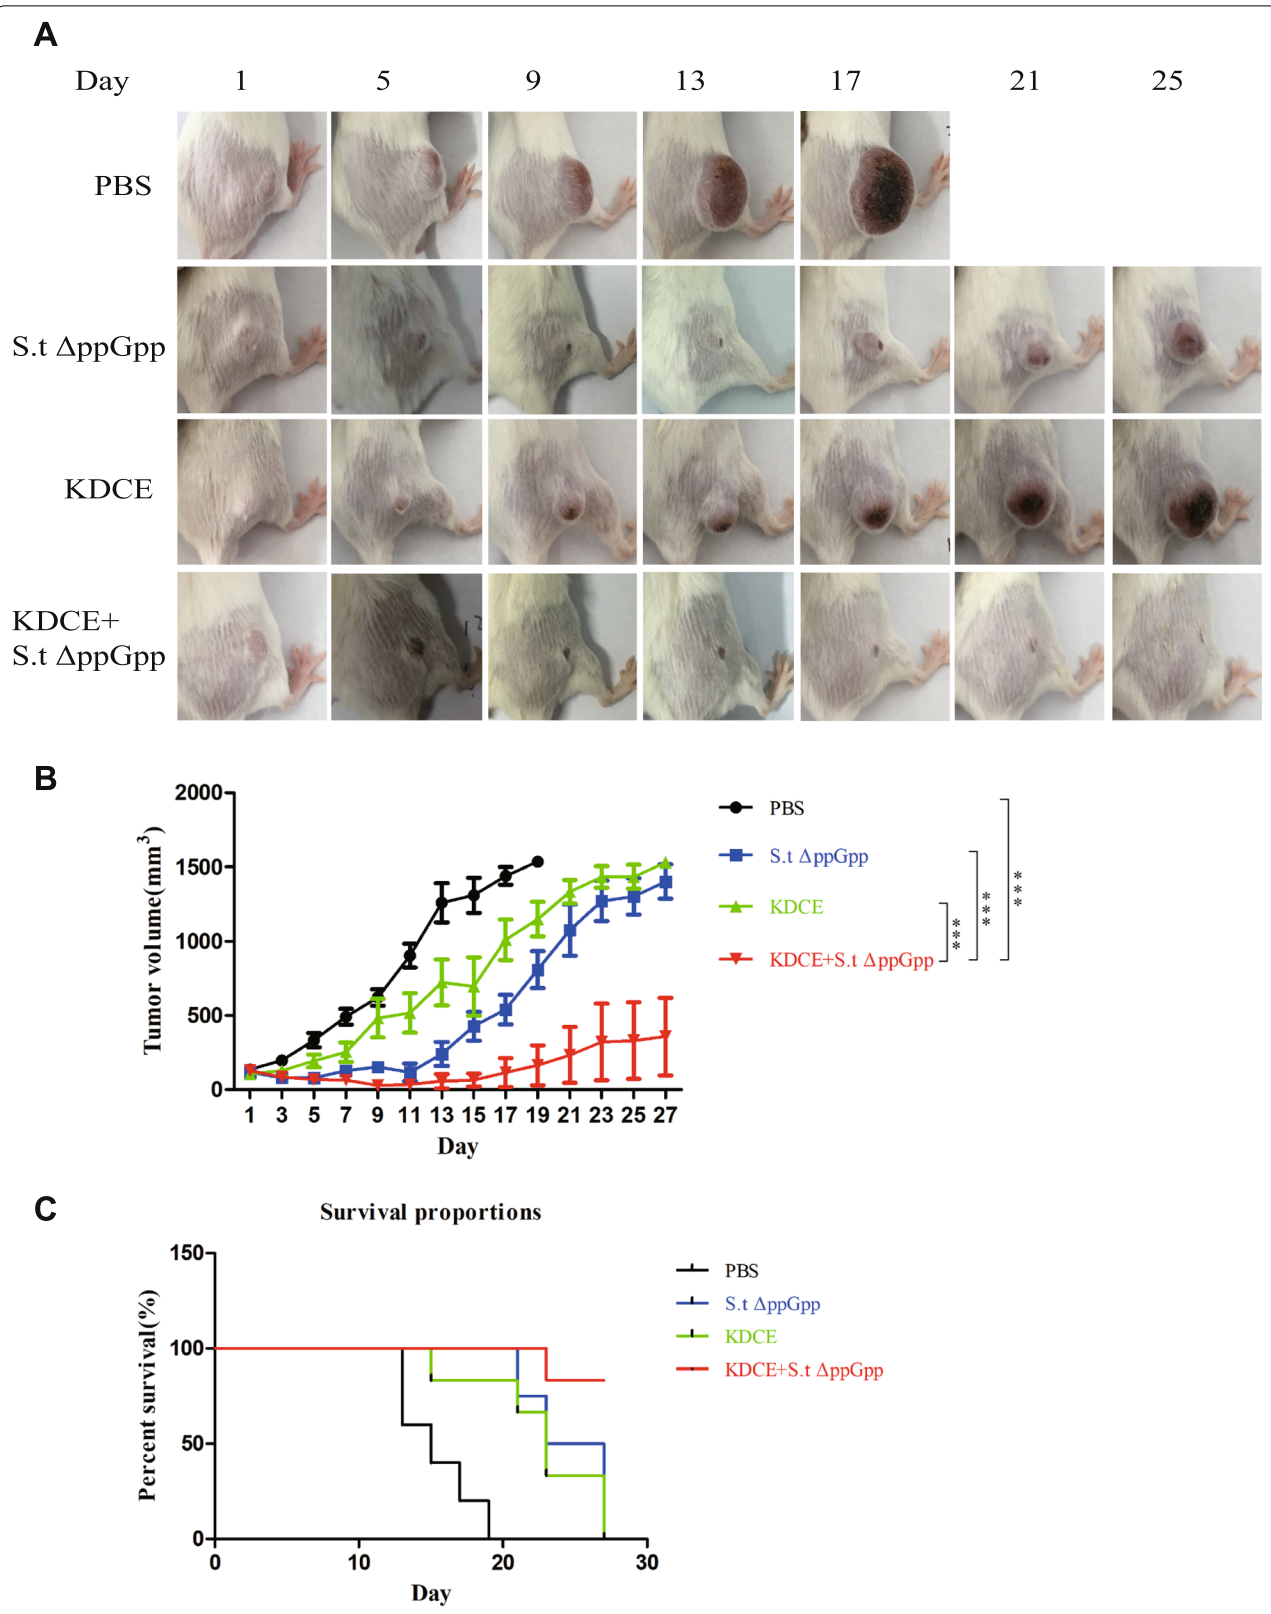 A
Day 1 5 9 13 17 21 25
PBS
S.t ΔppGpp
KDCE
KDCE+
S.t ΔppGpp
B
2000
1500
1000
500
0
Tumor volume(mm³)
1 3 5 7 9 11 13 15 17 19 21 23 25 27
Day
PBS
S.t ΔppGpp
KDCE
KDCE+S.t ΔppGpp
***
***
***
C
Survival proportions
150
100
50
0
Percent survival(%)
0 10 20 30
Day
PBS
S.t ΔppGpp
KDCE
KDCE+S.t ΔppGpp